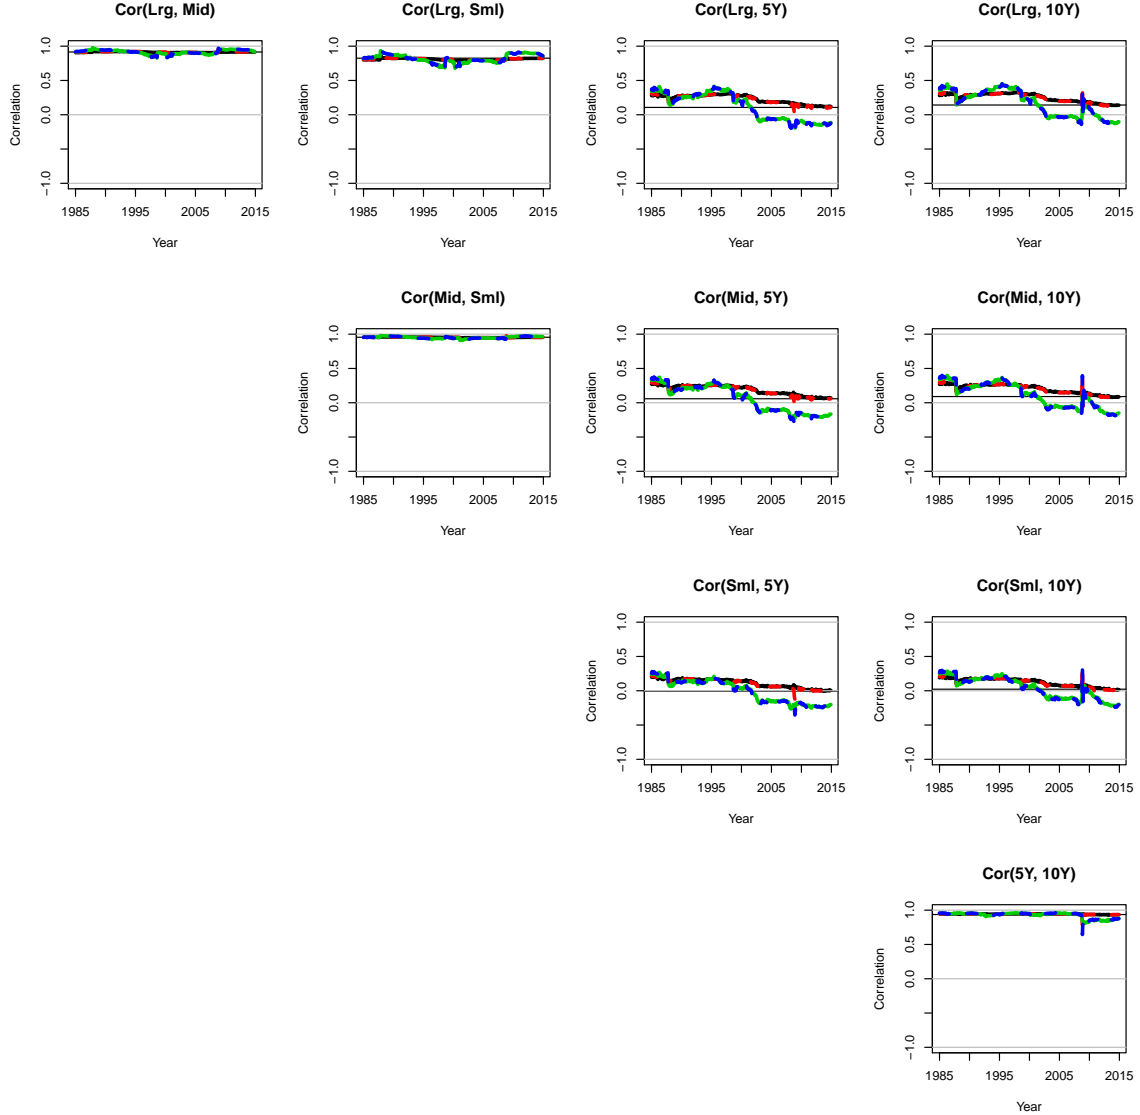 Cor(Lrg, Mid)
Correlation
1.0
0.5
0.0
−1.0
1985 1995 2005 2015
Year
Cor(Lrg, Sml)
Correlation
1.0
0.5
0.0
−1.0
1985 1995 2005 2015
Year
Cor(Lrg, 5Y)
Correlation
1.0
0.5
0.0
−1.0
1985 1995 2005 2015
Year
Cor(Lrg, 10Y)
Correlation
1.0
0.5
0.0
−1.0
1985 1995 2005 2015
Year
Cor(Mid, Sml)
Correlation
1.0
0.5
0.0
−1.0
1985 1995 2005 2015
Year
Cor(Mid, 5Y)
Correlation
1.0
0.5
0.0
−1.0
1985 1995 2005 2015
Year
Cor(Mid, 10Y)
Correlation
1.0
0.5
0.0
−1.0
1985 1995 2005 2015
Year
Cor(Sml, 5Y)
Correlation
1.0
0.5
0.0
−1.0
1985 1995 2005 2015
Year
Cor(Sml, 10Y)
Correlation
1.0
0.5
0.0
−1.0
1985 1995 2005 2015
Year
Cor(5Y, 10Y)
Correlation
1.0
0.5
0.0
−1.0
1985 1995 2005 2015
Year